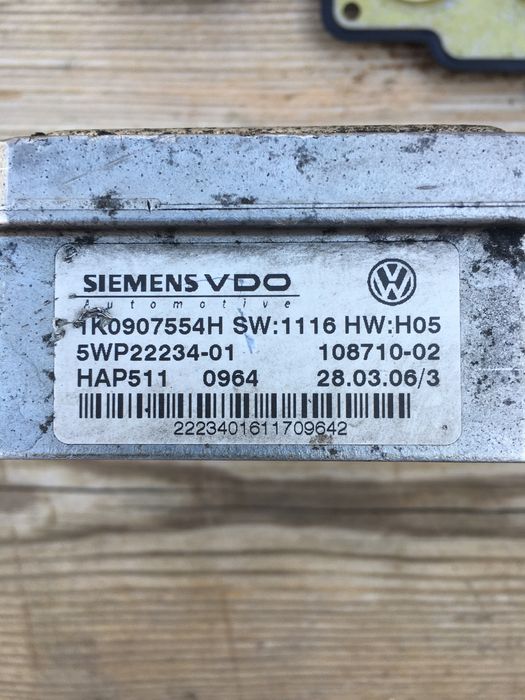 SIEMENS VDO
Automotive
1K0907554H SW:1116 HW:H05
5WP22234-01 108710-02
HAP511 0964 28.03.06/3
2223401611709642